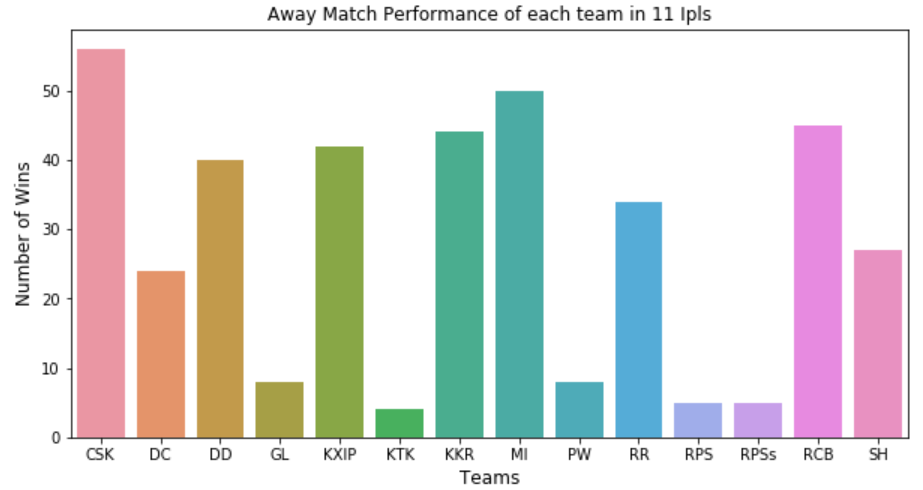 Away Match Performance of each team in 11 Ipls
Number of Wins
50
40
30
20
10
0
CSK DC DD GL KXIP KTK KKR MI PW RR RPS RPSs RCB SH
Teams